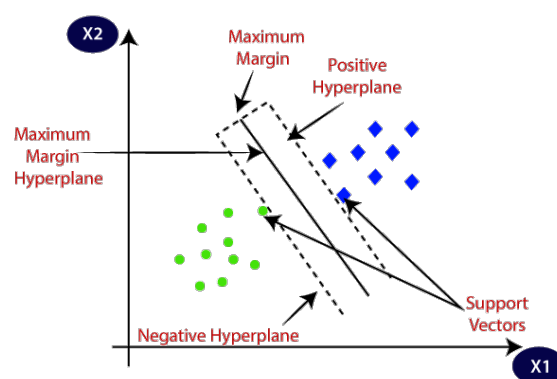 X2
Maximum
Margin
Positive
Hyperplane
Maximum
Margin
Hyperplane
Support
Vectors
Negative Hyperplane
X1